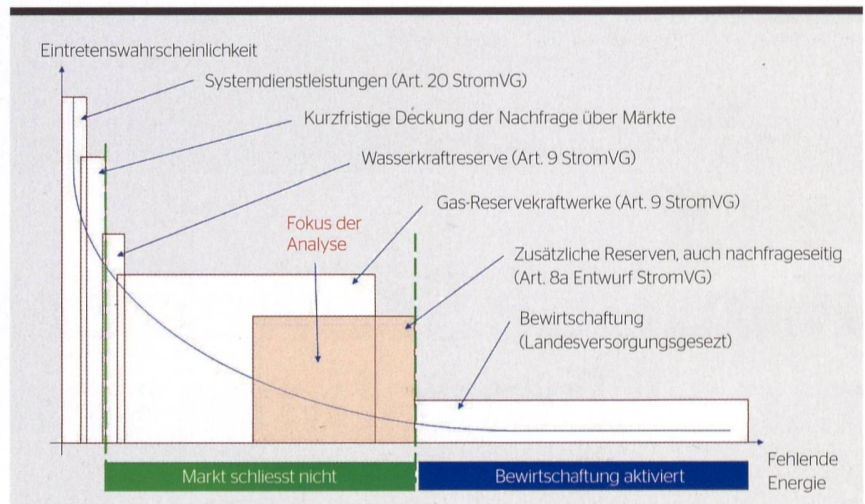 Eintretenswahrscheinlichkeit
Systemdienstleistungen (Art. 20 StromVG)
Kurzfristige Deckung der Nachfrage über Märkte
Wasserkraftreserve (Art. 9 StromVG)
Gas-Reservekraftwerke (Art. 9 StromVG)
Fokus der
Analyse
Zusätzliche Reserven, auch nachfrageseitig
(Art. 8a Entwurf StromVG)
Bewirtschaftung
(Landesversorgungsgesezt)
Markt schliesst nicht
Bewirtschaftung aktiviert
Fehlende
Energie